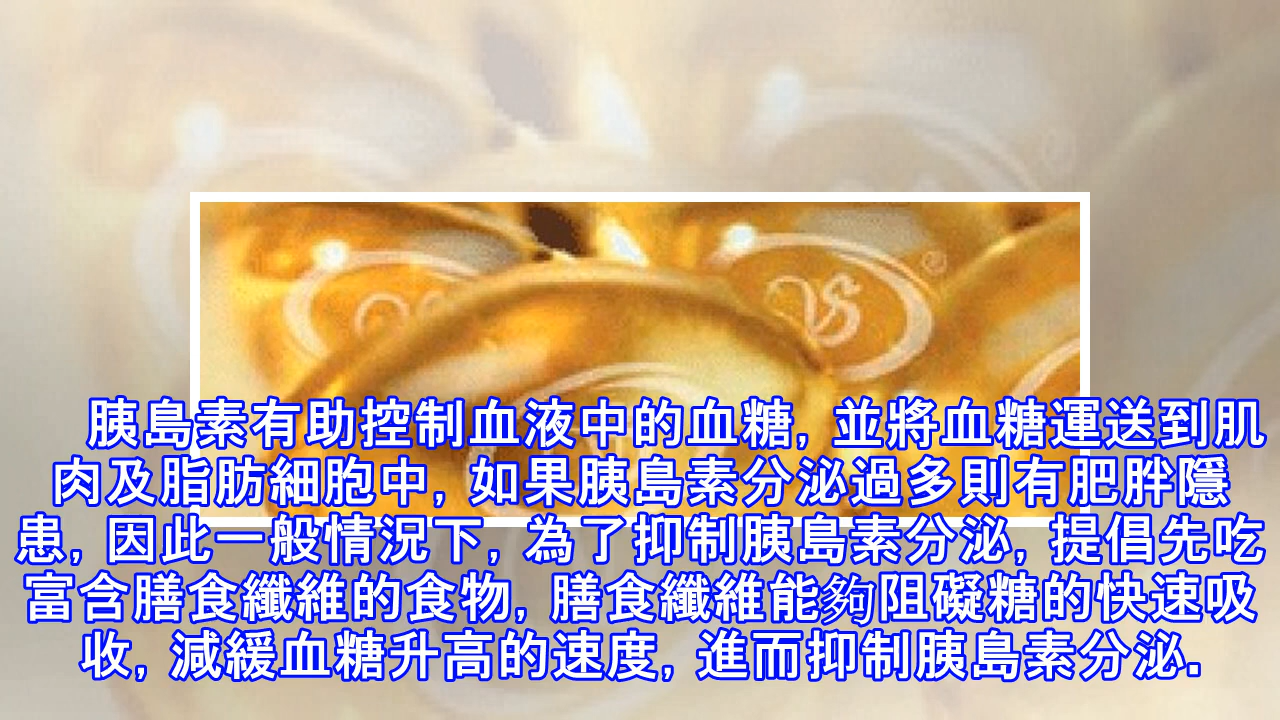 胰島素有助控制血液中的血糖, 並將血糖運送到肌
肉及脂肪細胞中, 如果胰島素分泌過多則有肥胖隱
患, 因此一般情況下, 為了抑制胰島素分泌, 提倡先吃
富含膳食纖維的食物, 膳食纖維能夠阻礙糖的快速吸
收, 減緩血糖升高的速度, 進而抑制胰島素分泌.